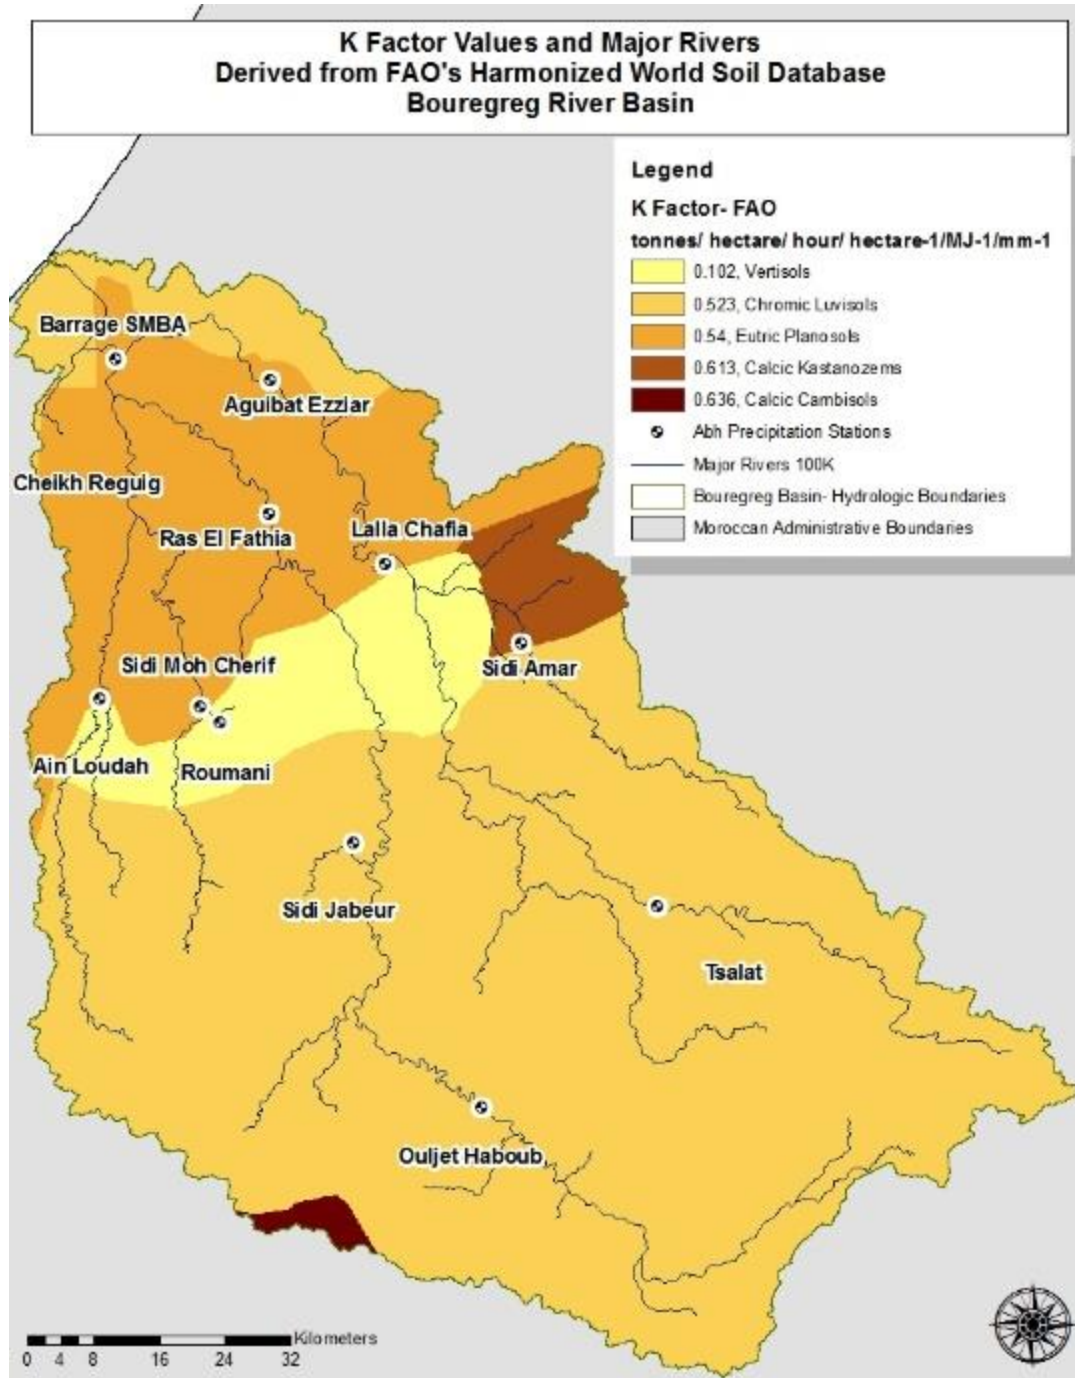 K Factor Values and Major Rivers
Derived from FAO's Harmonized World Soil Database
Bouregreg River Basin
Legend
K Factor- FAO
tonnes/ hectare/ hour/ hectare-1/MJ-1/mm-1
0.102, Vertisols
0.523, Chromic Luvisols
0.54, Eutric Planosols
0.613, Calcic Kastanozems
0.636, Calcic Cambisols
Abh Precipitation Stations
Major Rivers 100K
Bouregreg Basin- Hydrologic Boundaries
Moroccan Administrative Boundaries
Barrage SMBA
Aguibat Ezziar
Cheikh Reguig
Ras El Fathia
Lalla Chafia
Sidi Moh Cherif
Sidi Amar
Ain Loudah
Roumani
Sidi Jabeur
Tsalat
Ouljet Haboub
Kilometers
0 4 8 16 24 32